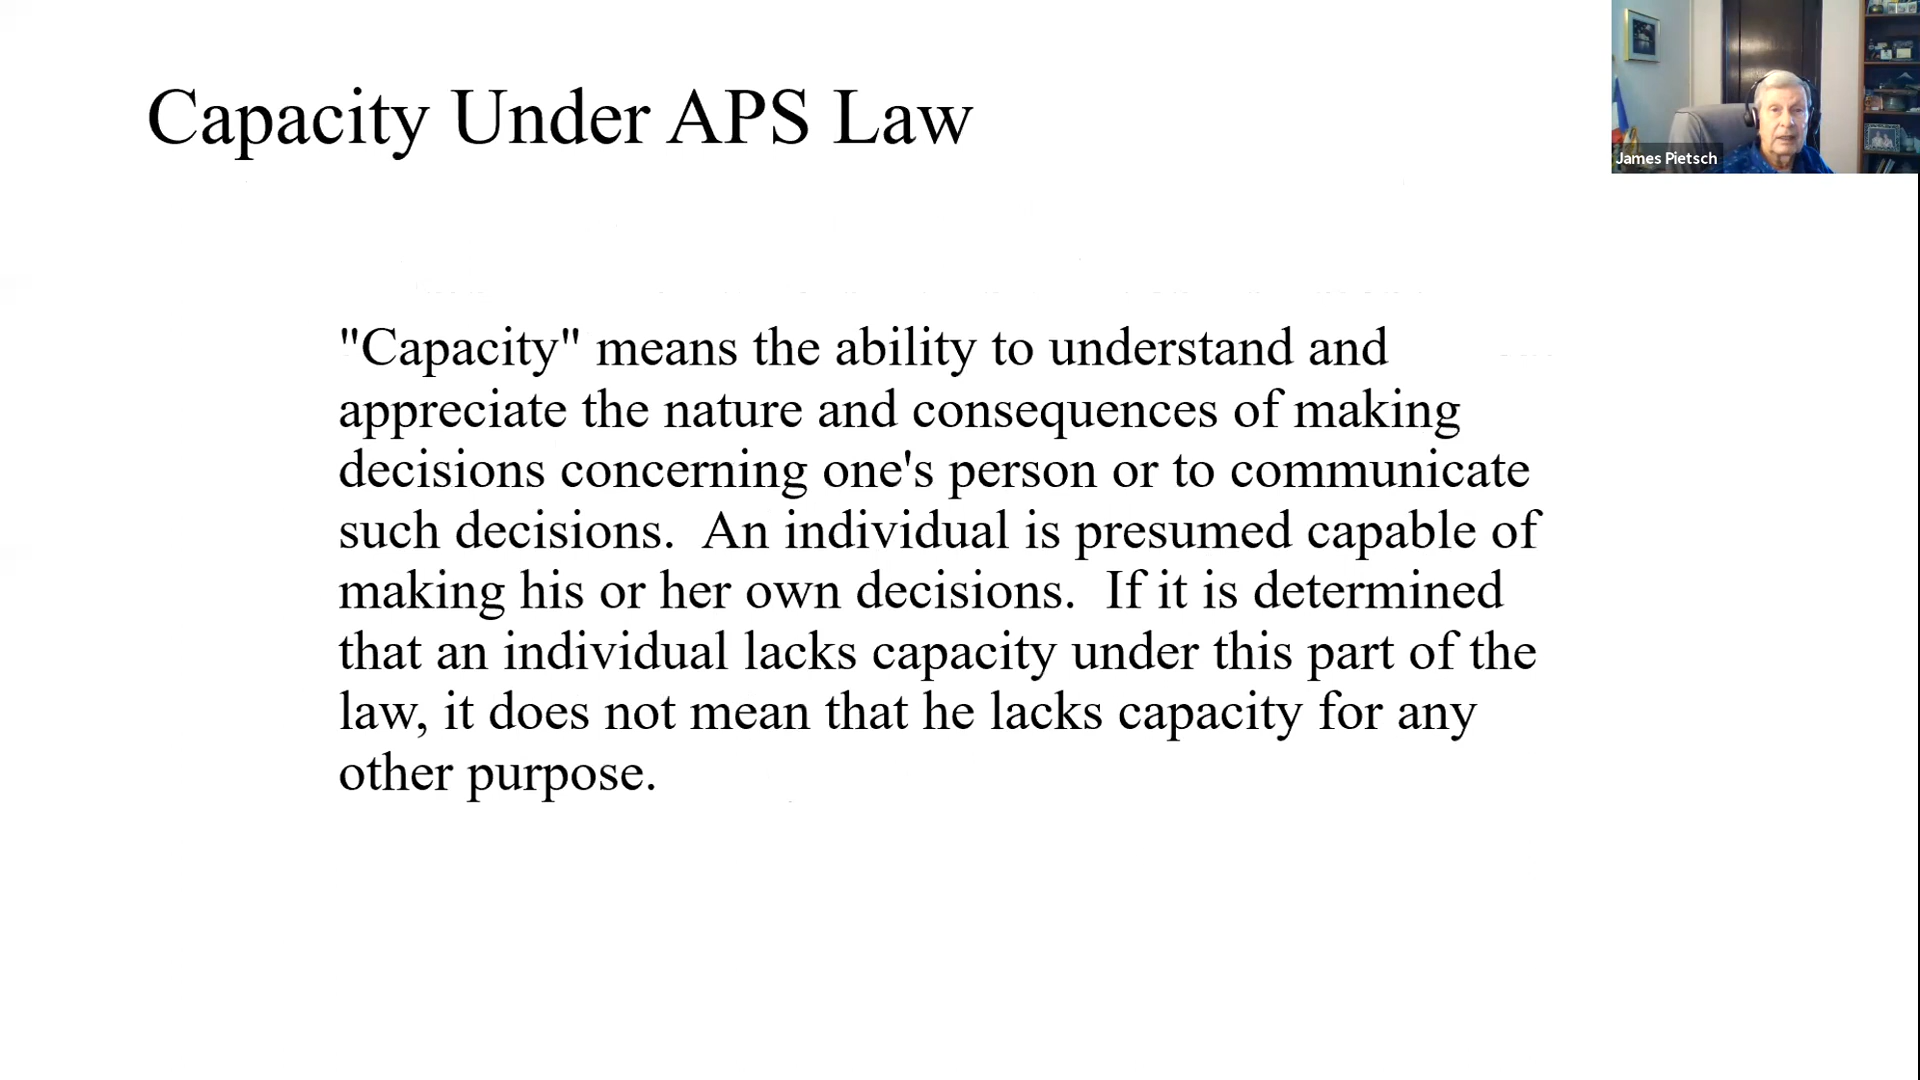 Capacity Under APS Law
James Pietsch
"Capacity" means the ability to understand and
appreciate the nature and consequences of making
decisions concerning one's person or to communicate
such decisions.  An individual is presumed capable of
making his or her own decisions.  If it is determined
that an individual lacks capacity under this part of the
law, it does not mean that he lacks capacity for any
other purpose.